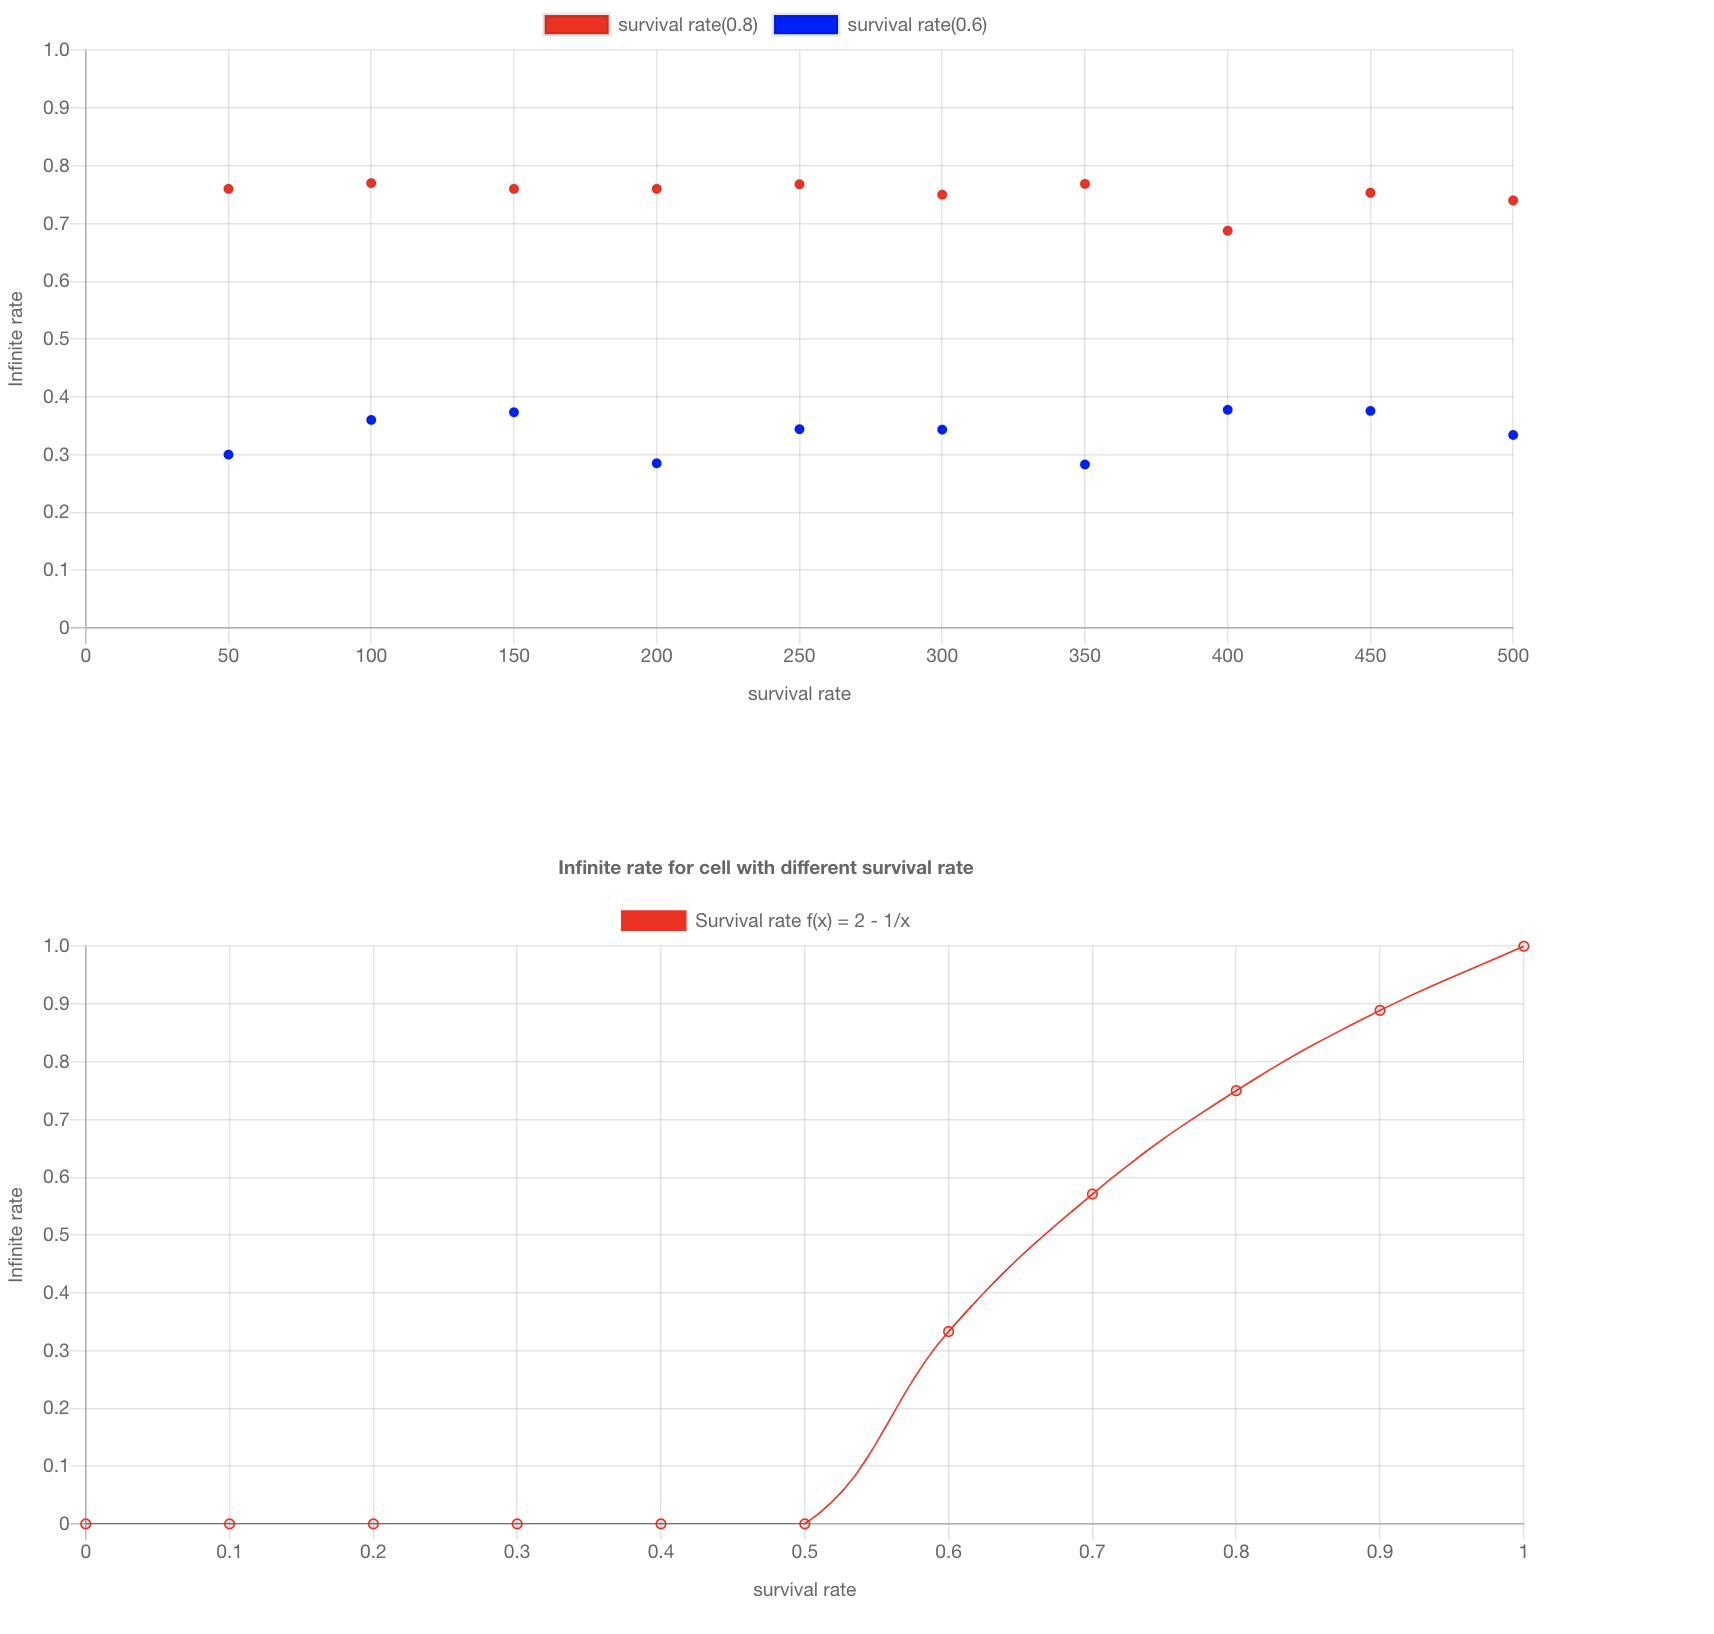 survival rate(0.8) survival rate(0.6)
1.0
0.9
0.8
0.7
0.6
0.5
0.4
0.3
0.2
0.1
0
Infinite rate
0 50 100 150 200 250 300 350 400 450 500
survival rate
Infinite rate for cell with different survival rate
Survival rate f(x) = 2 - 1/x
1.0
0.9
0.8
0.7
0.6
0.5
0.4
0.3
0.2
0.1
0
Infinite rate
0 0.1 0.2 0.3 0.4 0.5 0.6 0.7 0.8 0.9 1
survival rate